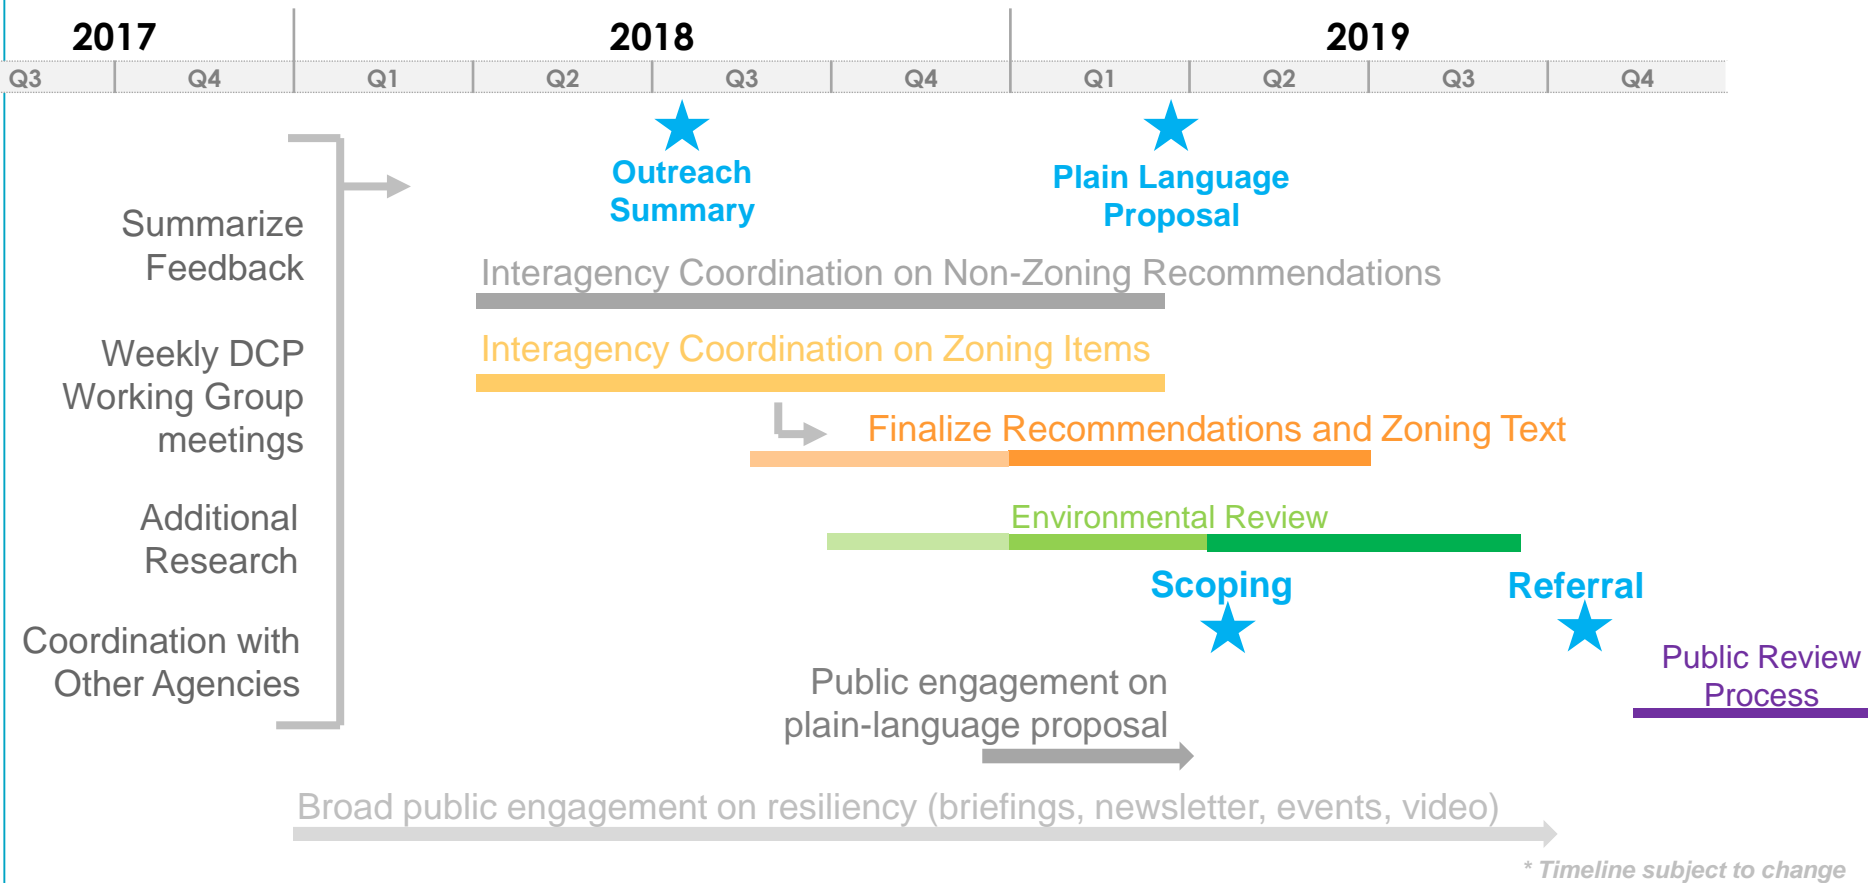 2017
2018
2019
Q3
Q4
Q1
Q2
Q3
Q4
Q1
Q2
Q3
Q4
Outreach
Summary
Plain Language
Proposal
Summarize
Feedback
Interagency Coordination on Non-Zoning Recommendations
Weekly DCP
Working Group
meetings
Interagency Coordination on Zoning Items
Finalize Recommendations and Zoning Text
Additional
Research
Environmental Review
Scoping
Referral
Coordination with
Other Agencies
Public Review
Process
Public engagement on
plain-language proposal
Broad public engagement on resiliency (briefings, newsletter, events, video)
* Timeline subject to change